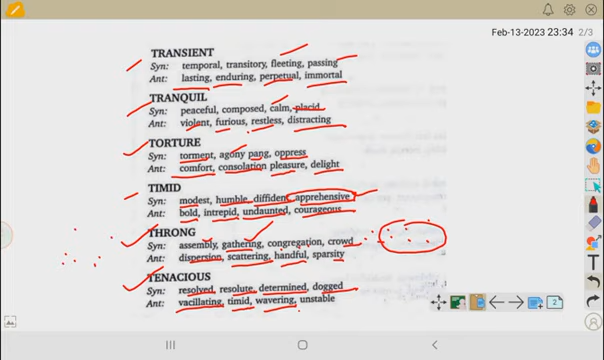 Feb-13-2023 23:34 2/3
TRANSIENT
Syn: temporal, transitory, fleeting, passing
Ant: lasting, enduring, perpetual, immortal
TRANQUIL
Syn: peaceful, composed, calm, placid
Ant: violent, furious, restless, distracting
TORTURE
Syn: torment, agony pang, oppress
Ant: comfort, consolation pleasure, delight
TIMID
Syn: modest, humble, diffident, apprehensive
Ant: bold, intrepid, undaunted, courageous
THRONG
Syn: assembly, gathering, congregation, crowd
Ant: dispersion, scattering, handful, sparsity
TENACIOUS
Syn: resolved, resolute, determined, dogged
Ant: vacillating, timid, wavering, unstable
T
2